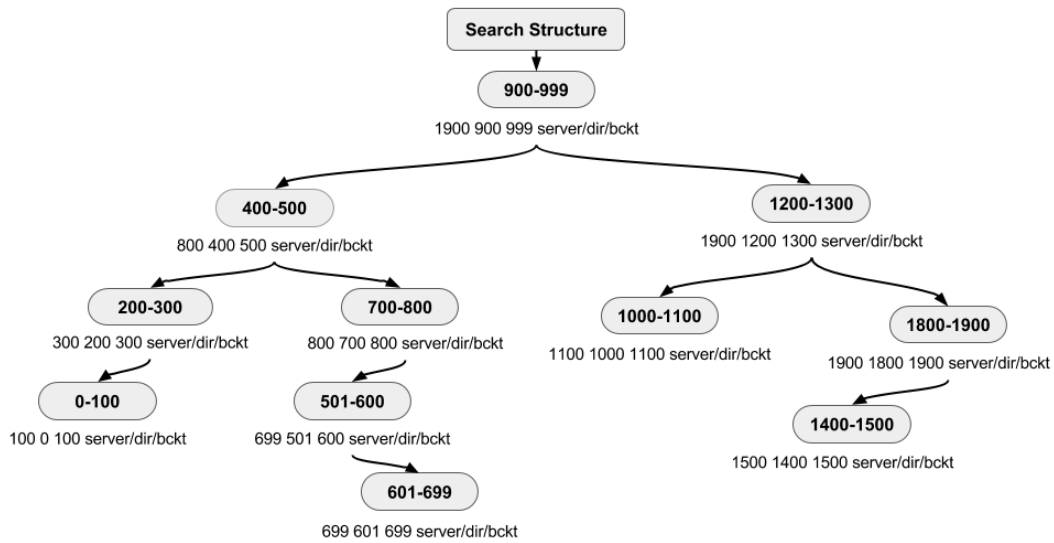 Search Structure
900-999
1900 900 999 server/dir/bckt
400-500
800 400 500 server/dir/bckt
1200-1300
1900 1200 1300 server/dir/bckt
200-300
300 200 300 server/dir/bckt
700-800
800 700 800 server/dir/bckt
1000-1100
1100 1000 1100 server/dir/bckt
1800-1900
1900 1800 1900 server/dir/bckt
0-100
100 0 100 server/dir/bckt
501-600
699 501 600 server/dir/bckt
1400-1500
1500 1400 1500 server/dir/bckt
601-699
699 601 699 server/dir/bckt